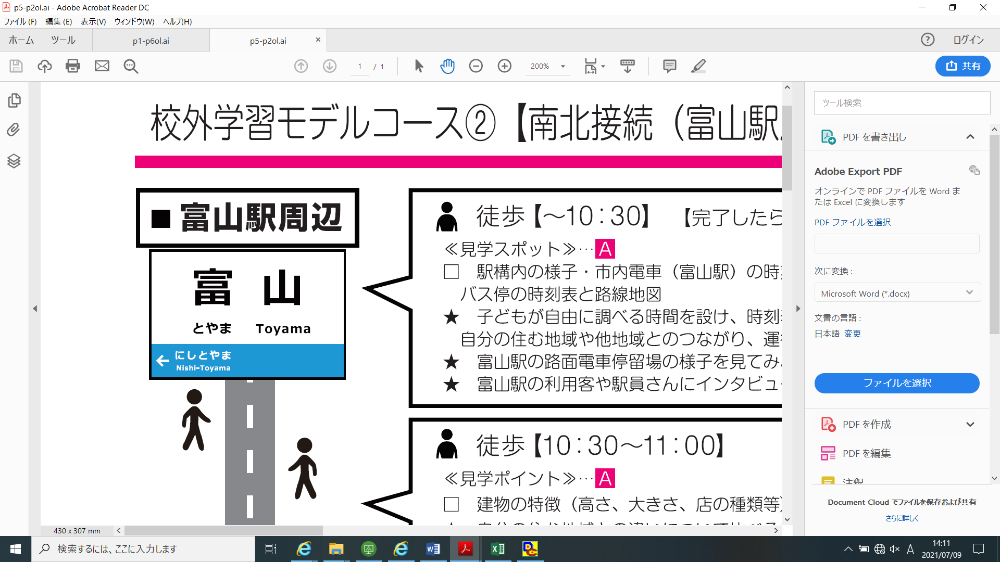 p5-p2ol.ai - Adobe Acrobat Reader DC
ファイル (F) 編集 (E) 表示(V) ウィンドウ(W) ヘルプ(H)
ホーム ツール p1-p6ol.ai p5-p2ol.ai × ? ログイン
1 / 1 200% 共有
校外学習モデルコース②【南北接続（富山駅
■ 富山駅周辺
富 山
とやま Toyama
にしとやま
Nishi-Toyama
徒歩【～10：30】 【完了したら
≪見学スポット≫…A
□ 駅構内の様子・市内電車（富山駅）の時
バス停の時刻表と路線地図
★ 子どもが自由に調べる時間を設け、時刻
自分の住む地域や他地域とのつながり、運
★ 富山駅の路面電車停留場の様子を見てみ
★ 富山駅の利用客や駅員さんにインタビュ
徒歩【10：30～11：00】
≪見学ポイント≫…A
□ 建物の特徴（高さ、大きさ、店の種類等）
430 x 307 mm
ツール検索
PDF を書き出し
Adobe Export PDF
オンラインで PDF ファイルを Word ま
たは Excel に変換します
PDF ファイルを選択
次に変換 :
Microsoft Word (*.docx)
文書の言語 :
日本語 変更
ファイルを選択
PDF を作成
PDF を編集
注釈
Document Cloud でファイルを保存および共有
さらに詳しく
検索するには、ここに入力します
A
14:11
2021/07/09